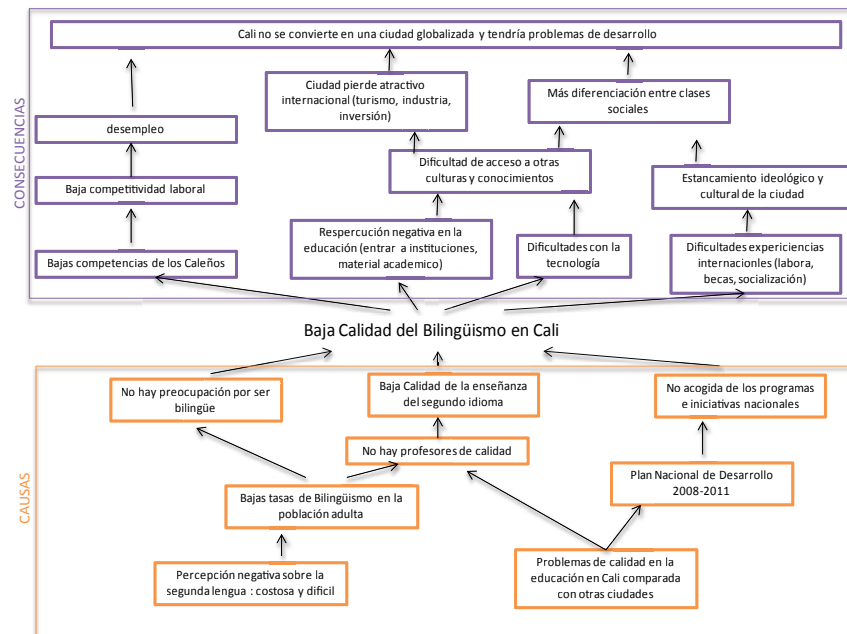 CONSECUENCIAS
Cali no se convierte en una ciudad globalizada y tendría problemas de desarrollo
Ciudad pierde atractivo
internacional (turismo, industria,
inversión)
Más diferenciación entre clases
sociales
desempleo
Dificultad de acceso a otras
culturas y conocimientos
Baja competitividad laboral
Estancamiento ideológico y
cultural de la ciudad
Bajas competencias de los Caleños
Respercución negativa en la
educación (entrar a instituciones,
material academico)
Dificultades con la
tecnología
Dificultades expericiencias
internacionles (labora,
becas, socialización)
Baja Calidad del Bilingüismo en Cali
CAUSAS
No hay preocupación por ser
bilingüe
Baja Calidad de la enseñanza
del segundo idioma
No acogida de los programas
e iniciativas nacionales
No hay profesores de calidad
Bajas tasas de Bilingüismo en la
población adulta
Plan Nacional de Desarrollo
2008-2011
Percepción negativa sobre la
segunda lengua : costosa y dificil
Problemas de calidad en la
educación en Cali comparada
con otras ciudades